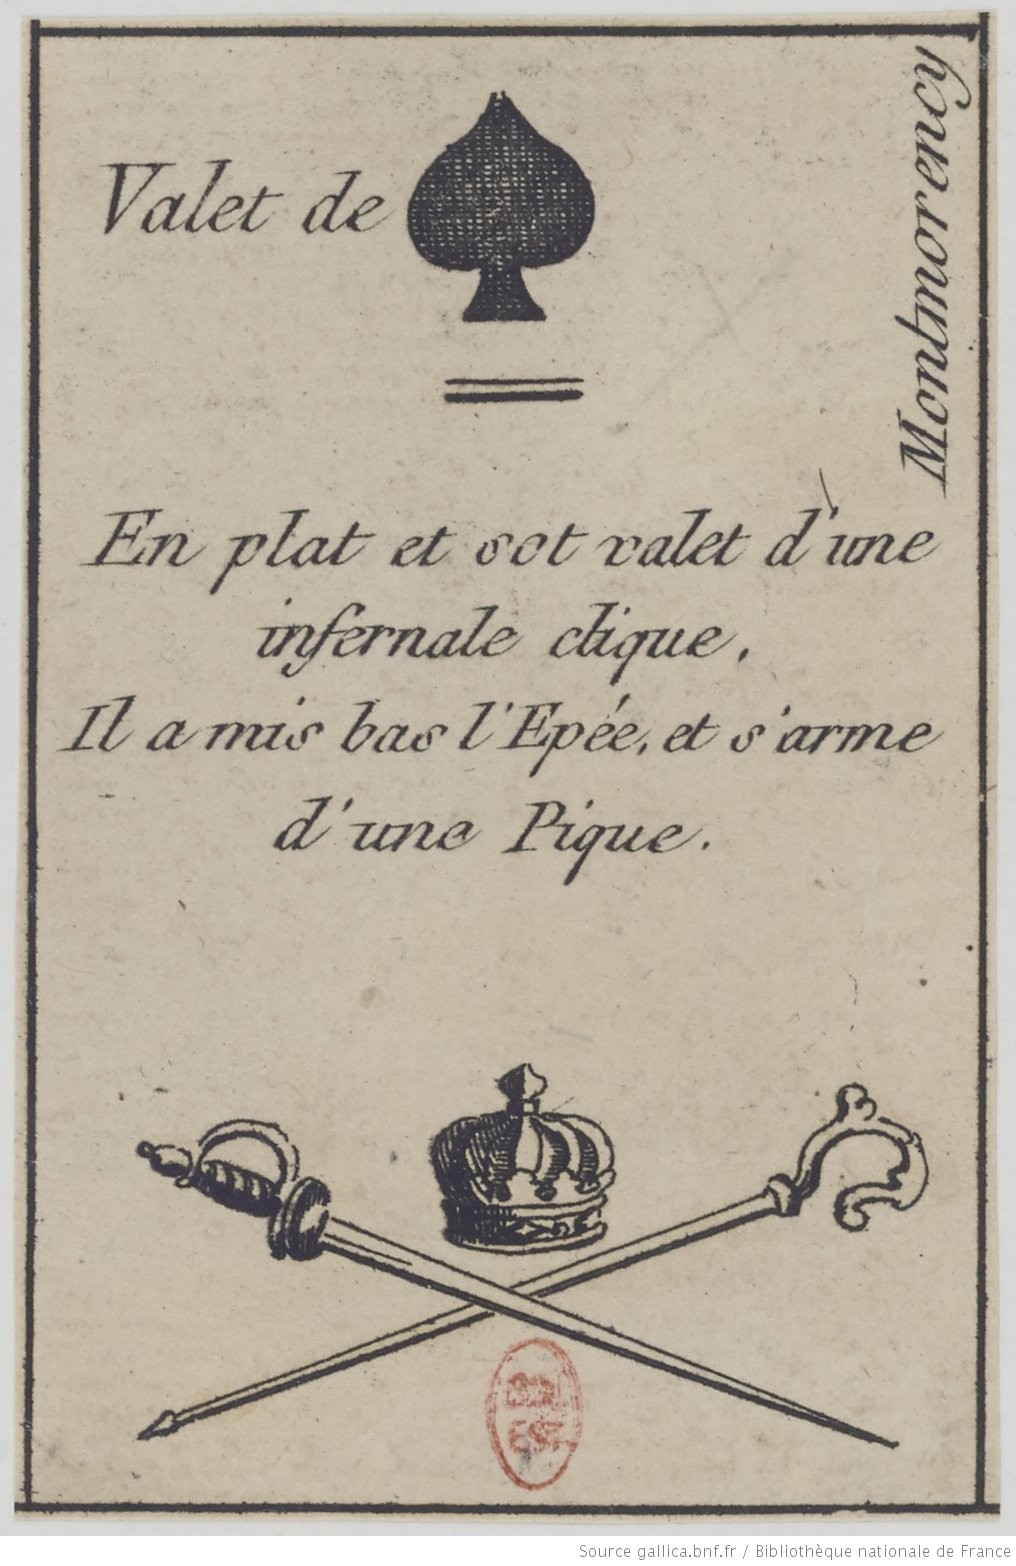 Valet de
Montmorency
En plat et sot valet d'une
infernale clique,
Il a mis bas l'Epée, et s'arme
d'une Pique.
Source gallica.bnf.fr / Bibliothèque nationale de France